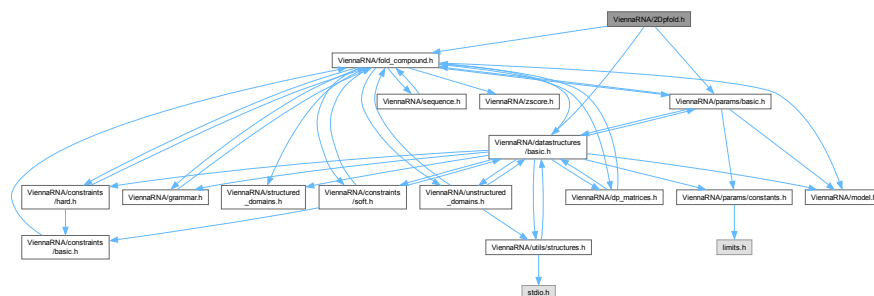 ViennaRNA/2Dpfold.h
ViennaRNA/fold_compound.h
ViennaRNA/sequence.h
ViennaRNA/zscore.h
ViennaRNA/params/basic.h
ViennaRNA/datastructures
/basic.h
ViennaRNA/constraints
/hard.h
ViennaRNA/grammar.h
ViennaRNA/structured
_domains.h
ViennaRNA/constraints
/soft.h
ViennaRNA/unstructured
_domains.h
ViennaRNA/dp_matrices.h
ViennaRNA/params/constants.h
ViennaRNA/model.h
ViennaRNA/constraints
/basic.h
ViennaRNA/utils/structures.h
limits.h
stdio.h